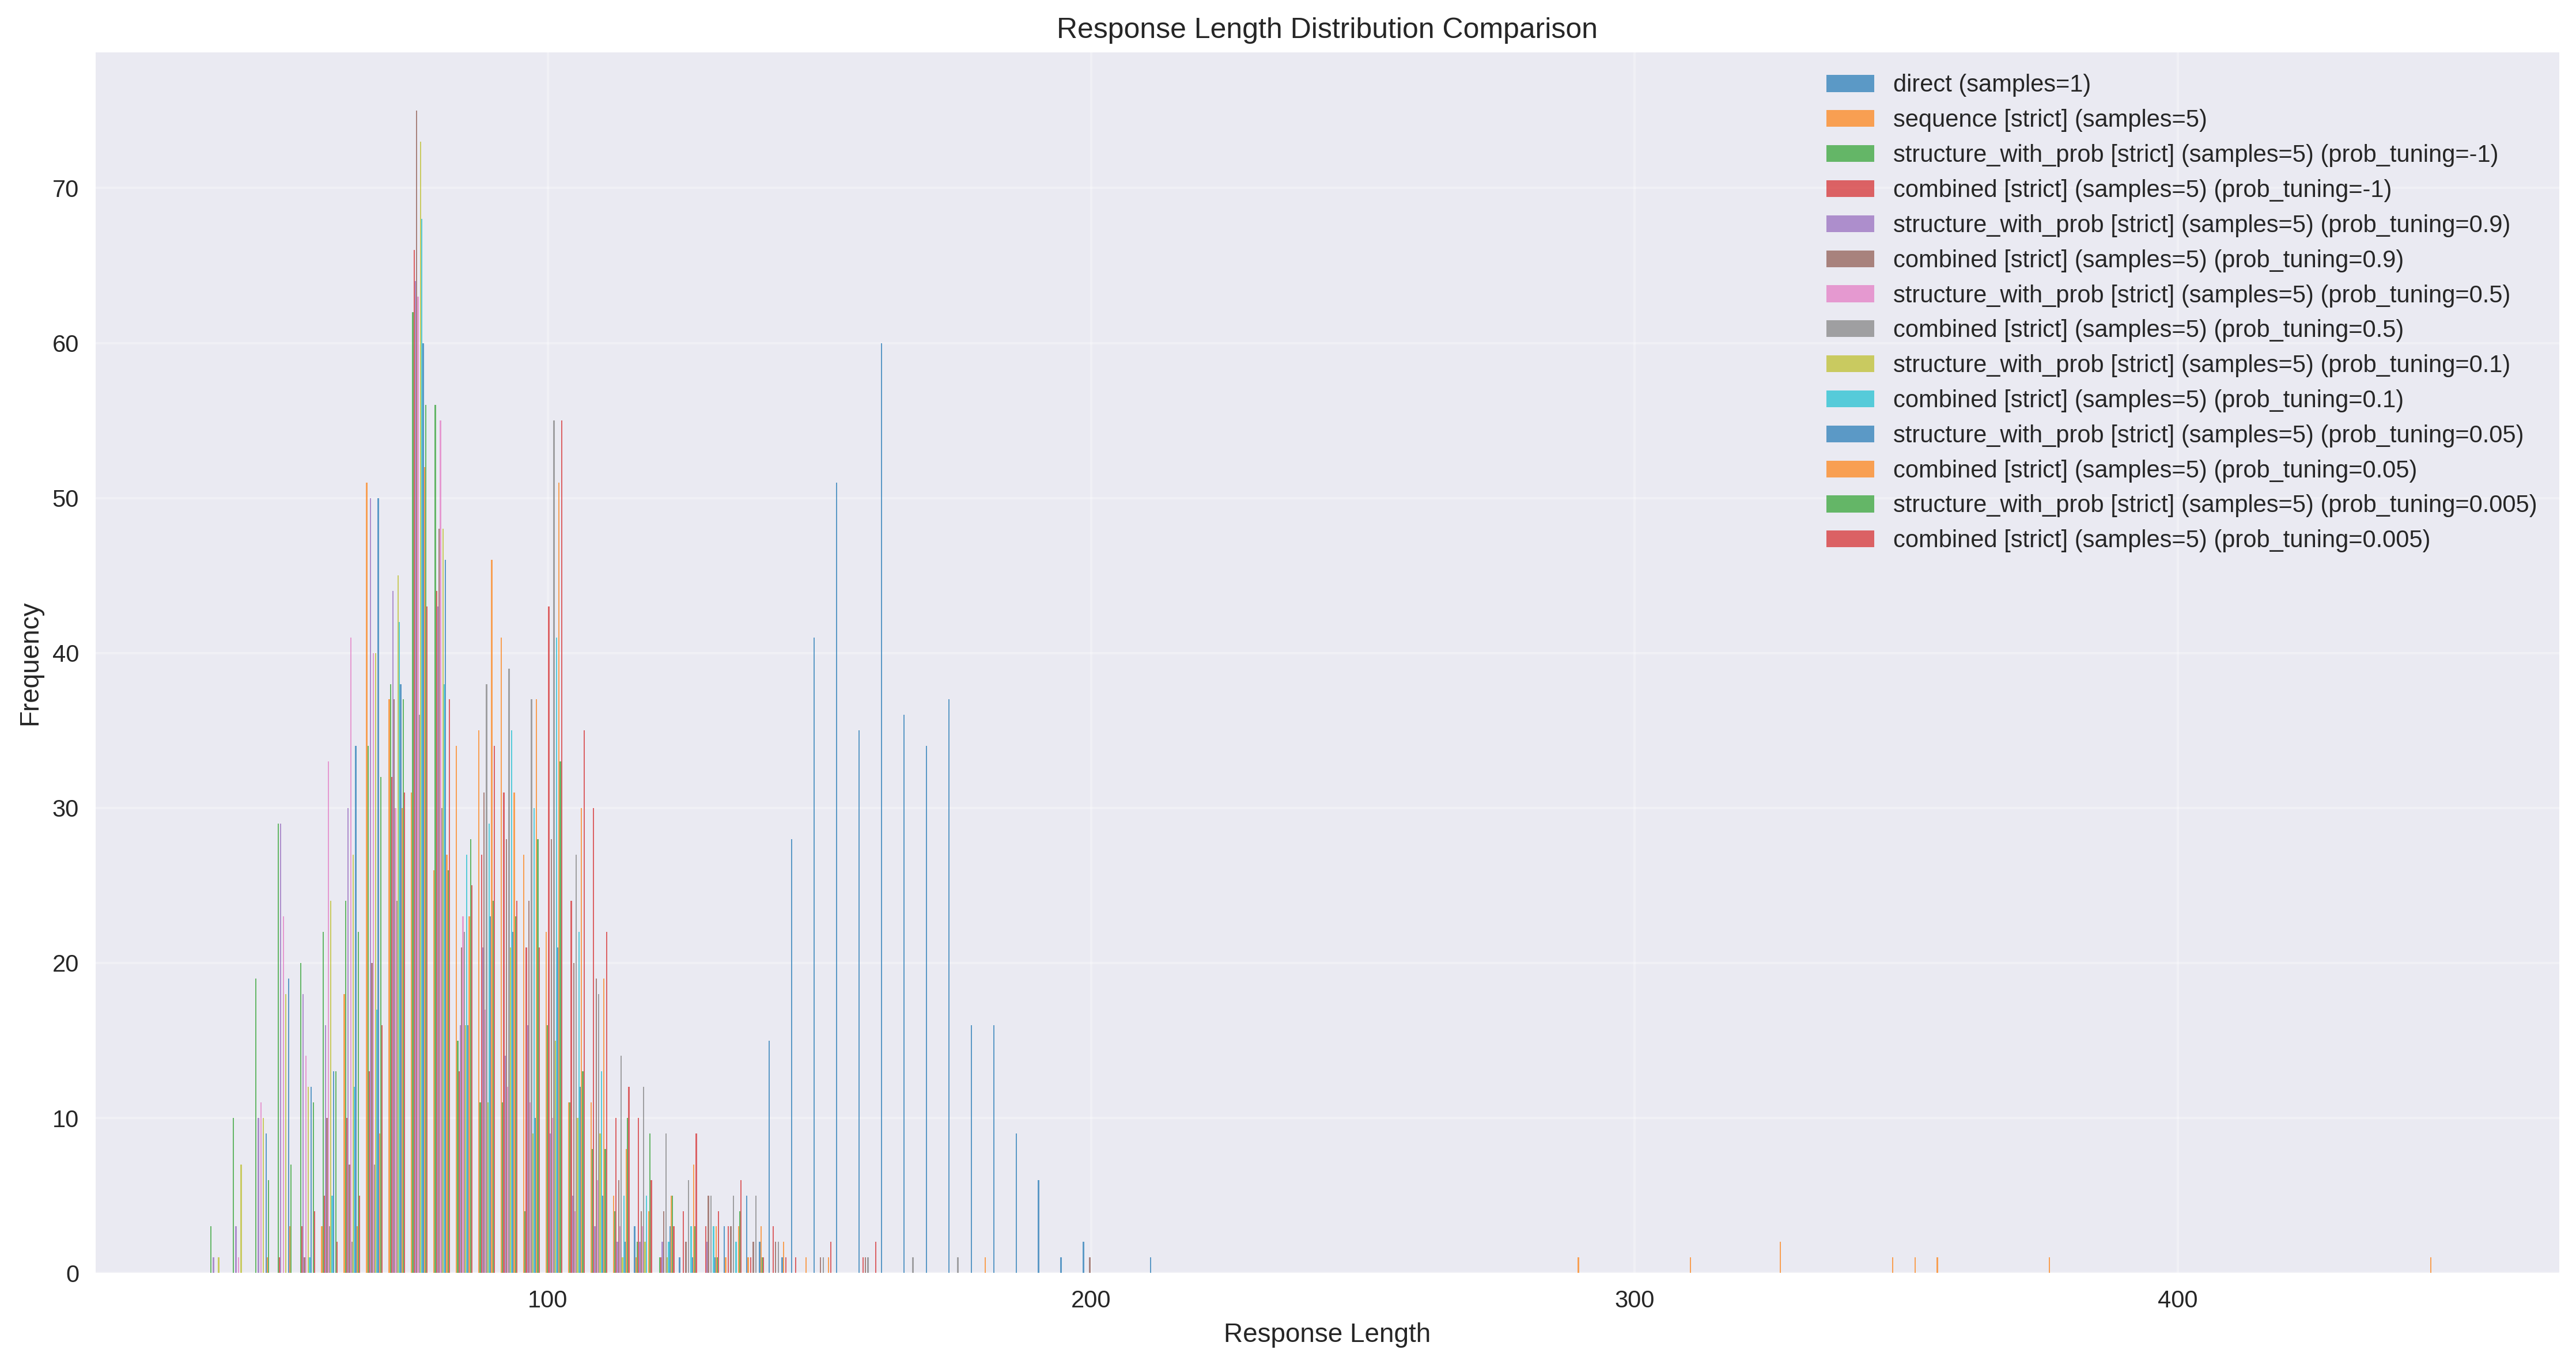 Response Length Distribution Comparison
direct (samples=1)
sequence [strict] (samples=5)
structure_with_prob [strict] (samples=5) (prob_tuning=-1)
combined [strict] (samples=5) (prob_tuning=-1)
structure_with_prob [strict] (samples=5) (prob_tuning=0.9)
combined [strict] (samples=5) (prob_tuning=0.9)
structure_with_prob [strict] (samples=5) (prob_tuning=0.5)
combined [strict] (samples=5) (prob_tuning=0.5)
structure_with_prob [strict] (samples=5) (prob_tuning=0.1)
combined [strict] (samples=5) (prob_tuning=0.1)
structure_with_prob [strict] (samples=5) (prob_tuning=0.05)
combined [strict] (samples=5) (prob_tuning=0.05)
structure_with_prob [strict] (samples=5) (prob_tuning=0.005)
combined [strict] (samples=5) (prob_tuning=0.005)
Frequency
70
60
50
40
30
20
10
0
100 200 300 400
Response Length